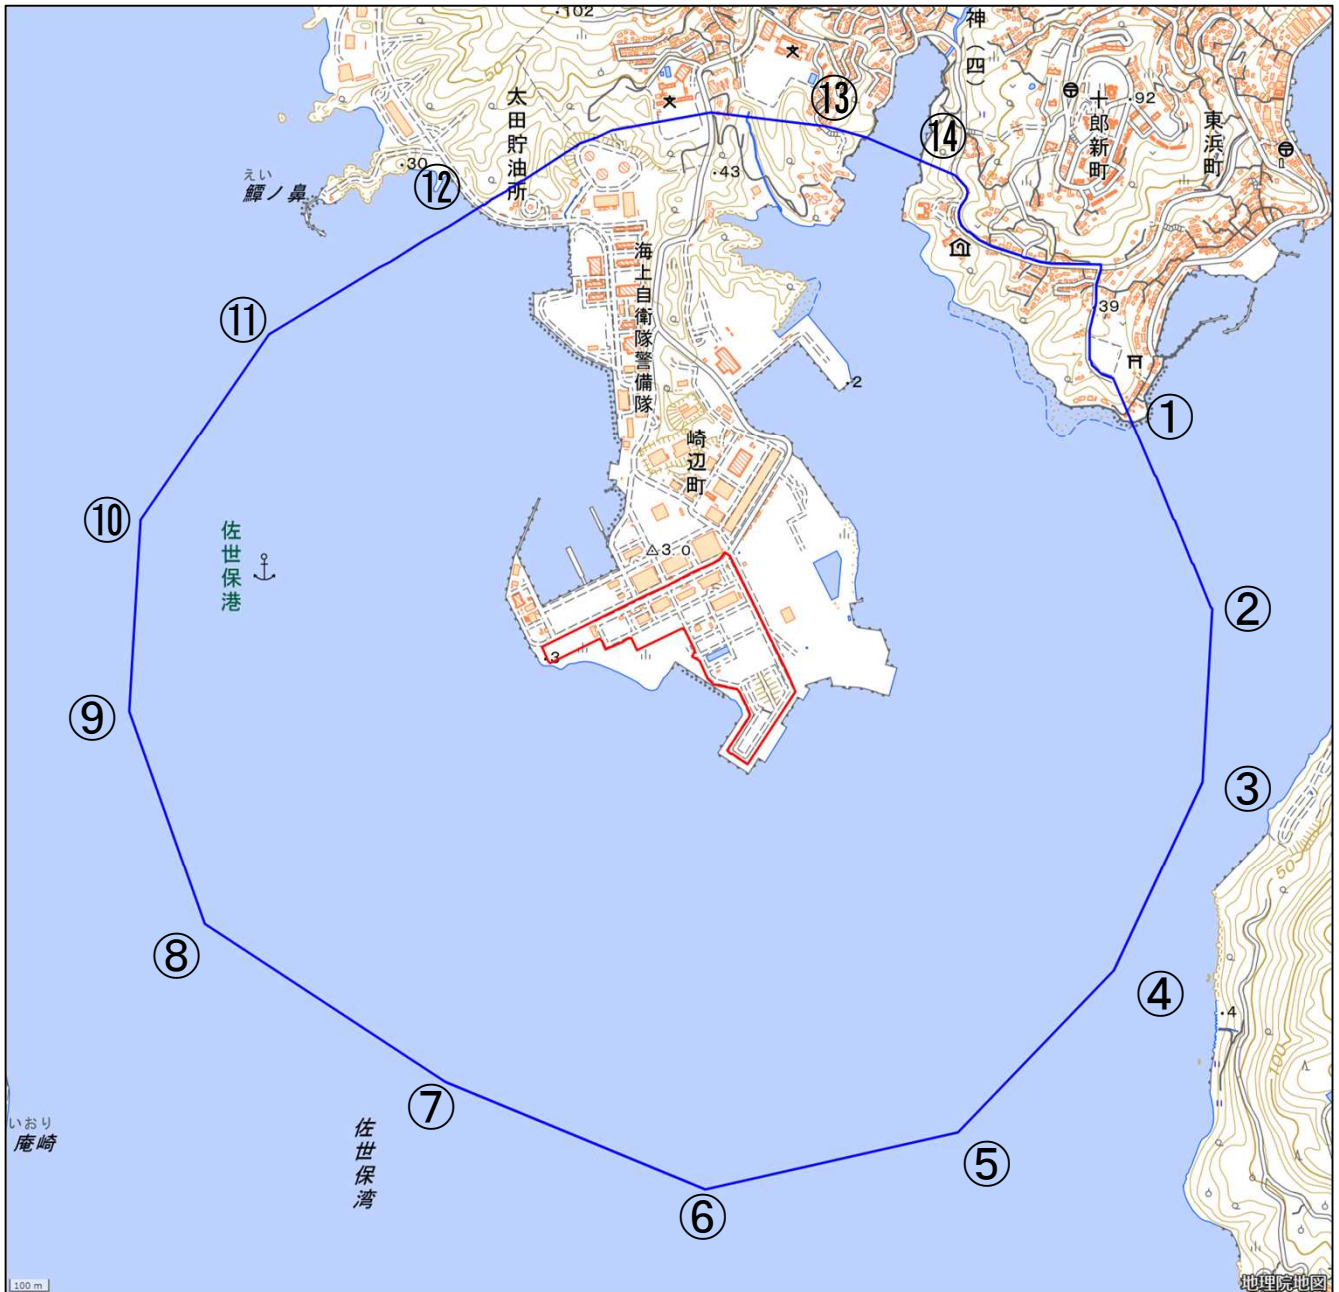 102
神（四）
太田貯油所
50
⑬
十郎新町
92
東浜町
⑭
30
えい
鱏ノ鼻
⑫
43
海上自衛隊警備隊
39
⑪
2
①
崎辺町
⑩
佐世保港
3.0
②
3
⑨
③
50
⑧
④
4
100
⑦
いおり
庵崎
佐世保湾
⑤
⑥
100 m
地理院地図